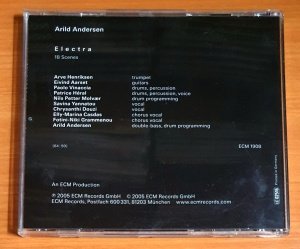 Arild Andersen
Electra
18 Scenes
Arve Henriksen trumpet
Eivind Aarset guitars
Paolo Vinaccia drums, percussion
Patrice Héral drums, percussion, voice
Nils Petter Molvær drum programming
Savina Yannatou vocal
Chrysanthi Douzi vocal
Elly-Marina Casdas chorus vocal
Fotini-Niki Grammenou chorus vocal
Arild Andersen double-bass, drum programming
ECM 1908
An ECM Production
℗ 2005 ECM Records GmbH © 2005 ECM Records GmbH
ECM Records, Postfach 600 331, 81203 München www.ecmrecords.com